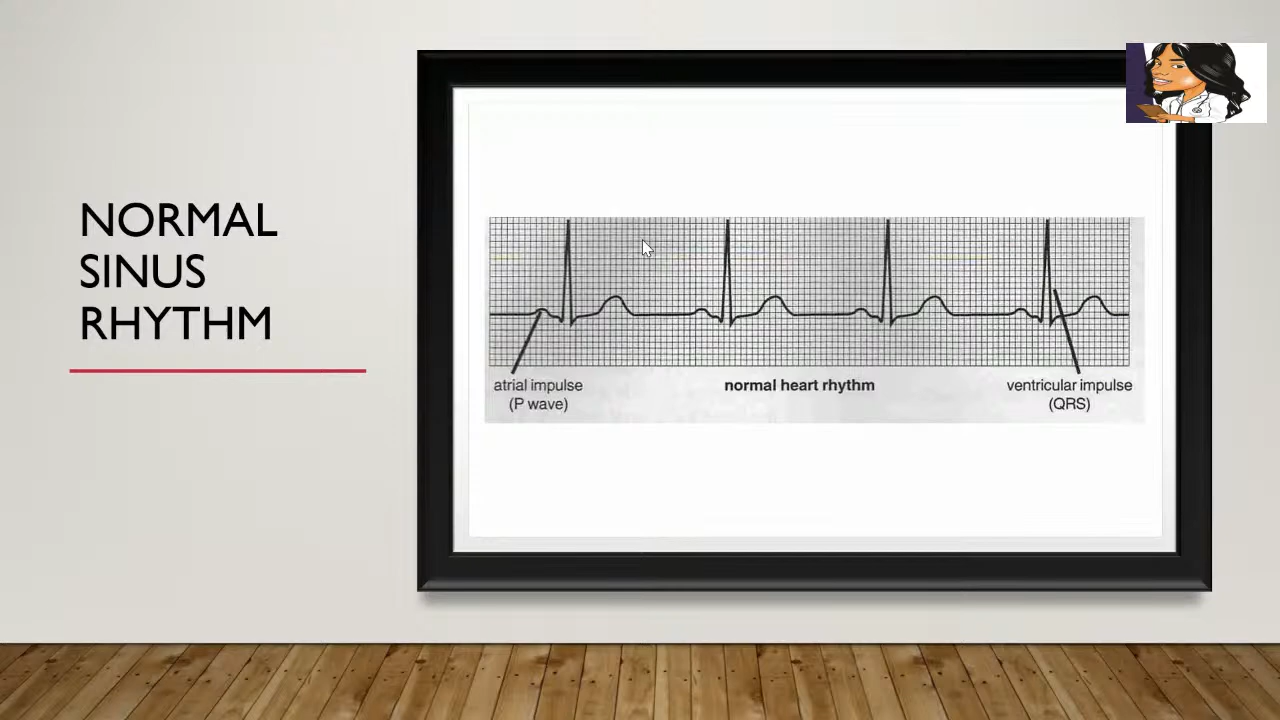 NORMAL
SINUS
RHYTHM
atrial impulse
(P wave)
normal heart rhythm
ventricular impulse
(QRS)